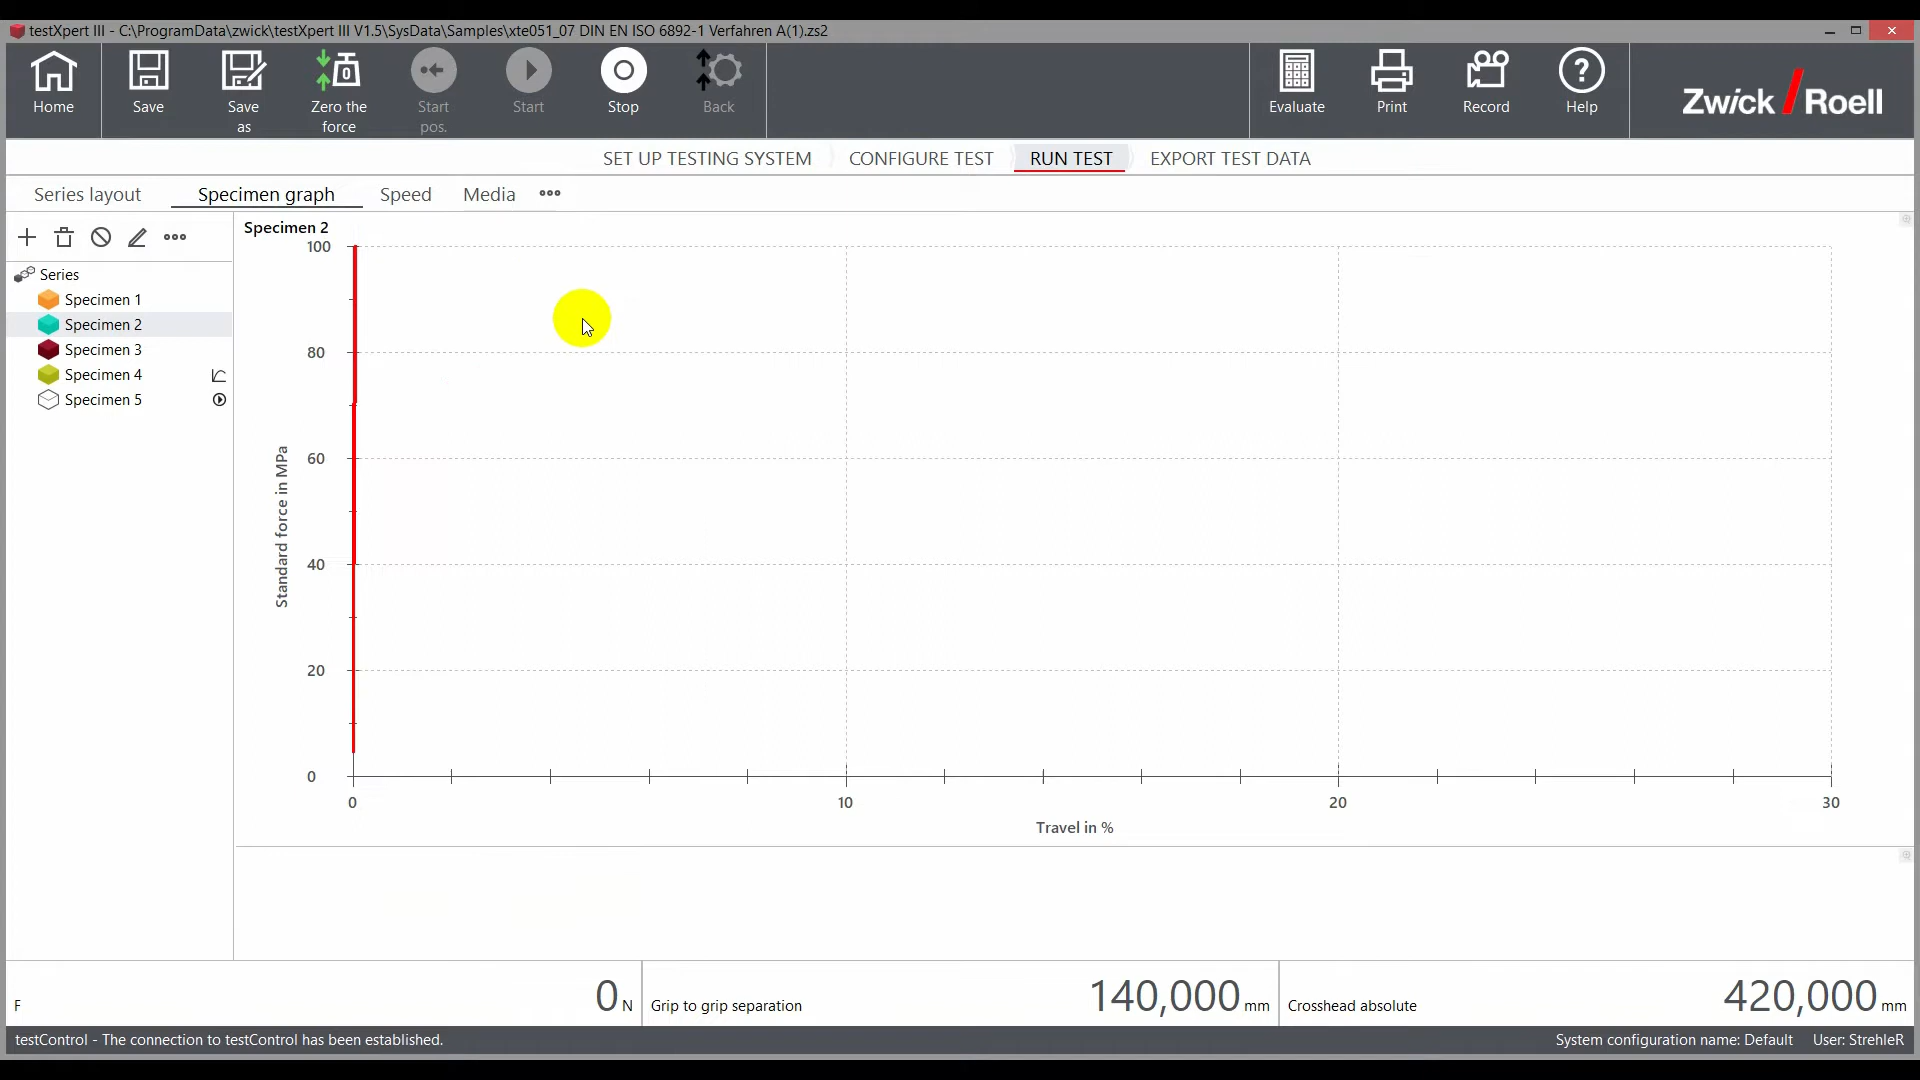 testXpert III - C:\ProgramData\zwick\testXpert III V1.5\SysData\Samples\xte051_07 DIN EN ISO 6892-1 Verfahren A(1).zs2
Home
Save
Save as
Zero the force
Start pos.
Start
Stop
Back
Evaluate
Print
Record
Help
Zwick / Roell
SET UP TESTING SYSTEM
CONFIGURE TEST
RUN TEST
EXPORT TEST DATA
Series layout
Specimen graph
Speed
Media
Series
Specimen 1
Specimen 2
Specimen 3
Specimen 4
Specimen 5
Specimen 2
100
80
60
40
20
0
Standard force in MPa
0
10
20
30
Travel in %
F
0 N
Grip to grip separation
140,000 mm
Crosshead absolute
420,000 mm
testControl - The connection to testControl has been established.
System configuration name: Default
User: StrehleR